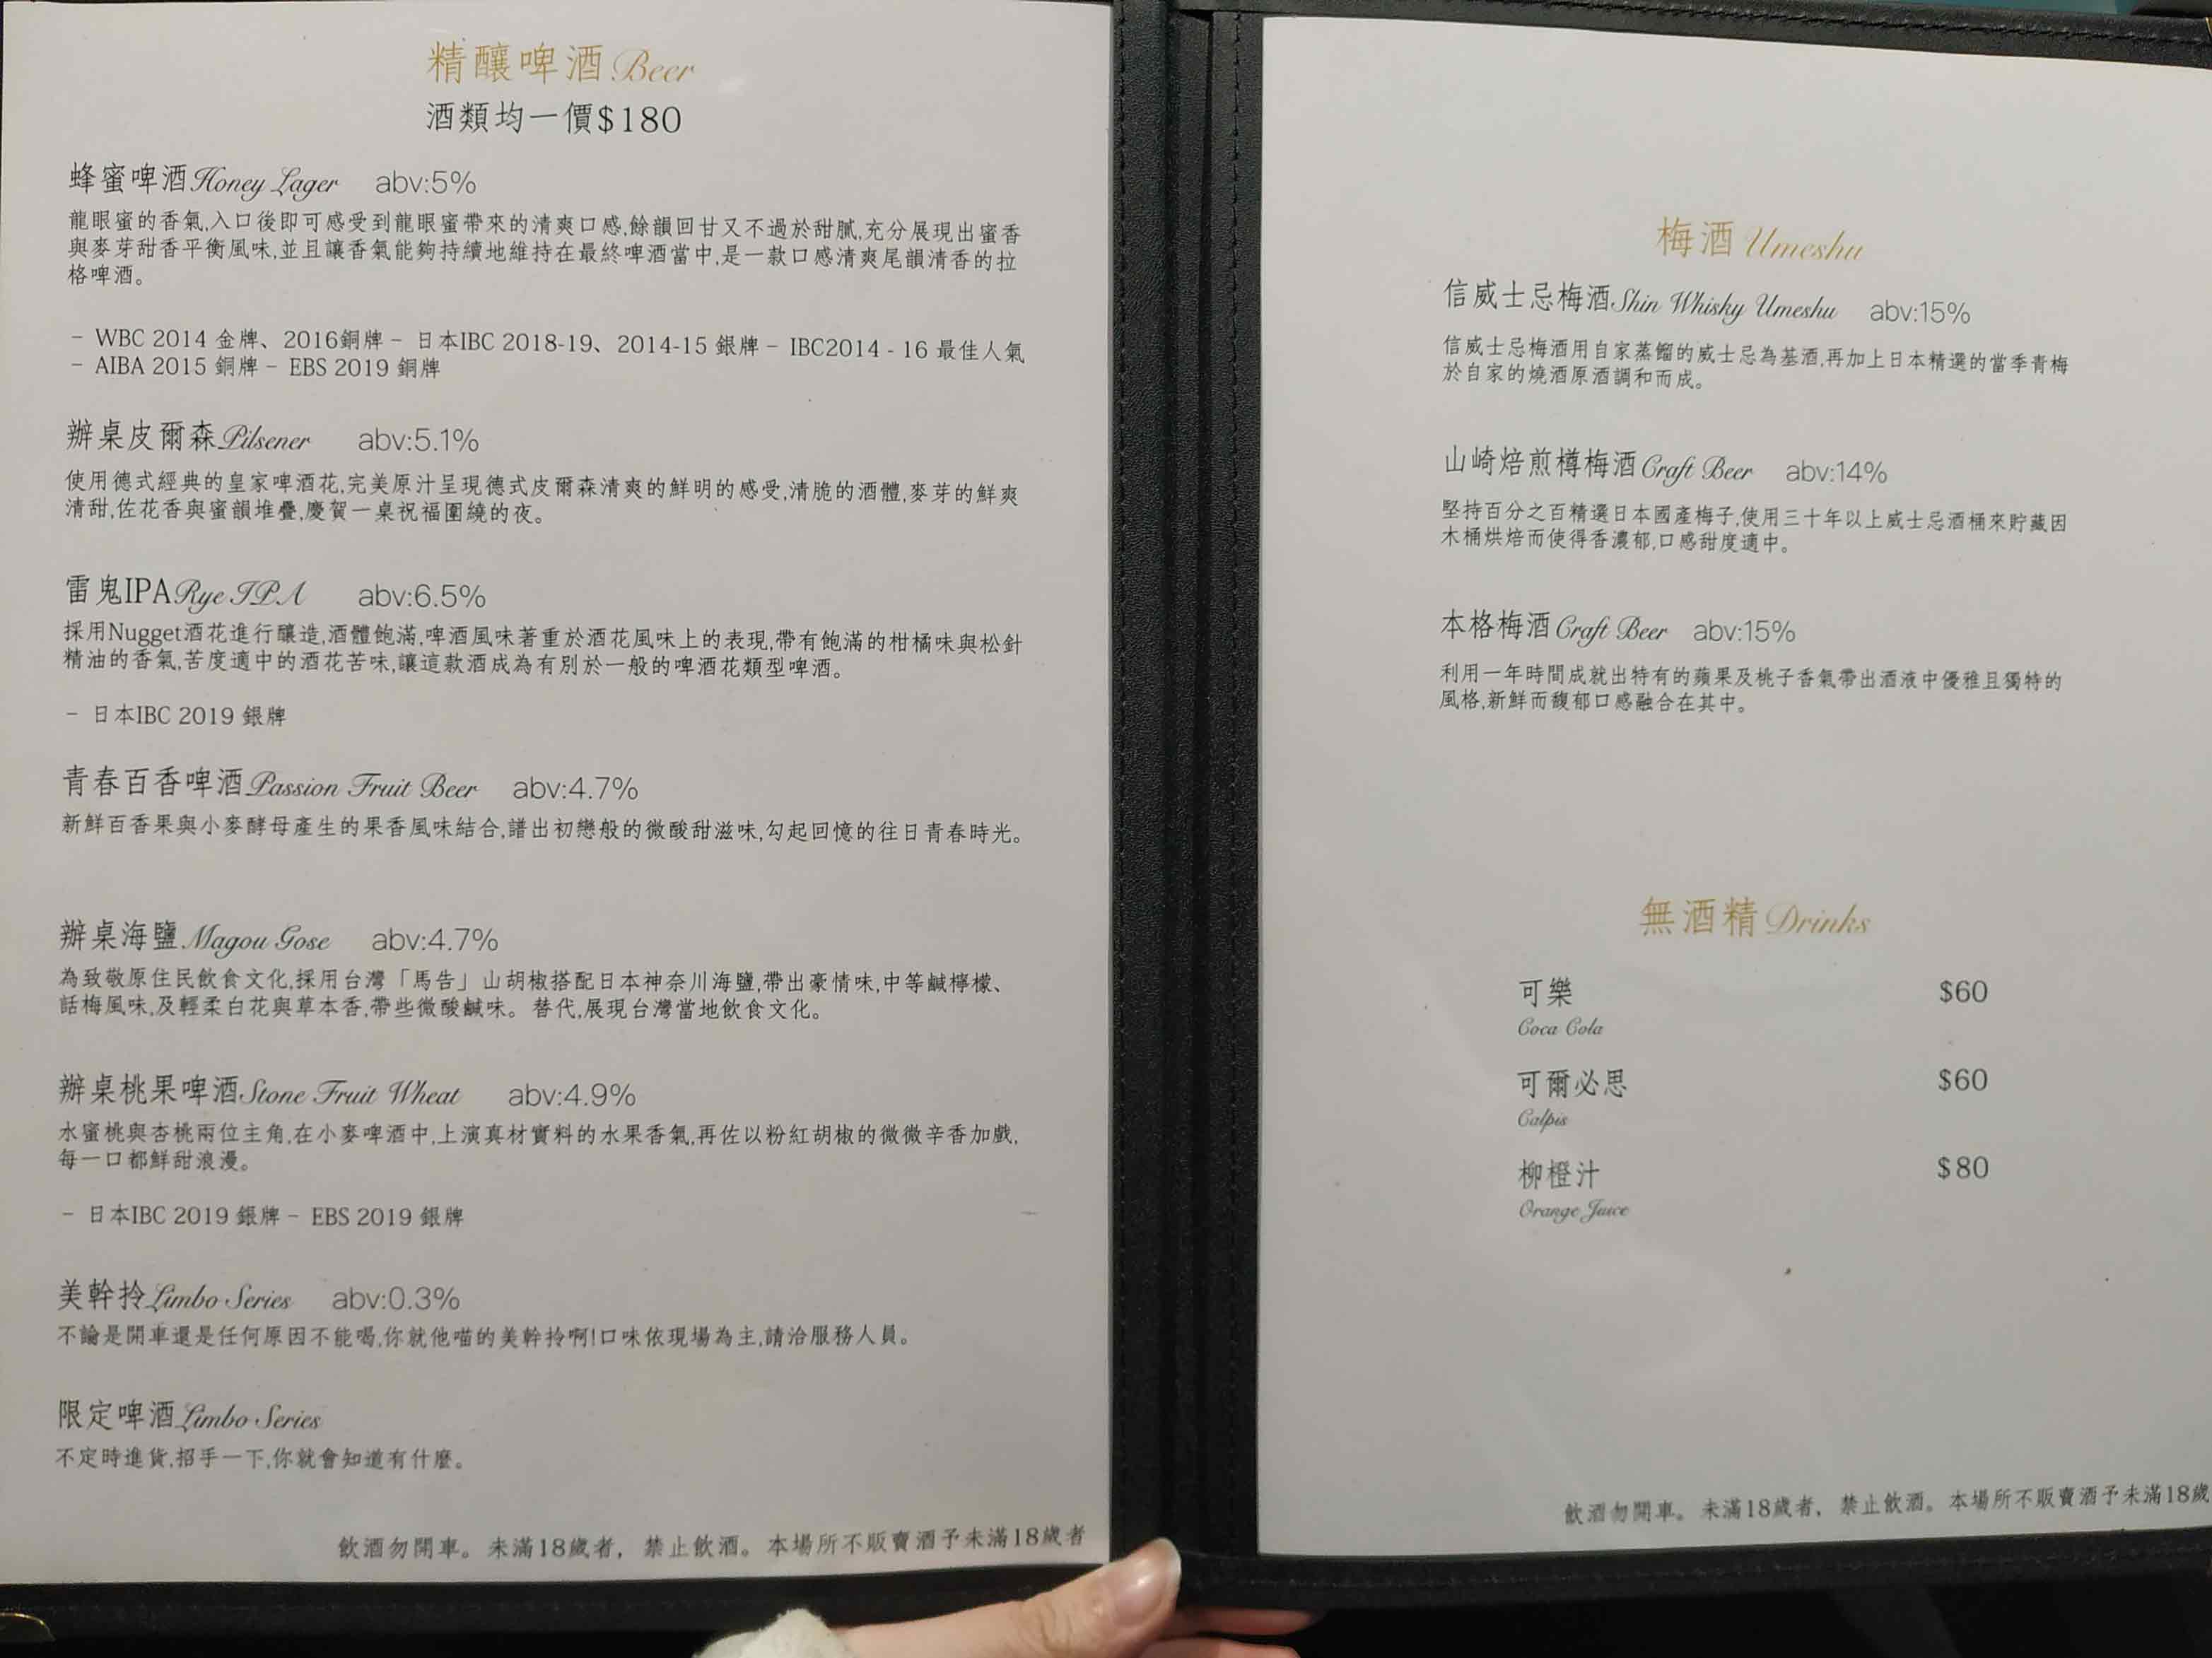 精釀啤酒 Beer
酒類均一價$180
蜂蜜啤酒 Honey Lager abv:5%
龍眼蜜的香氣,入口後即可感受到龍眼蜜帶來的清爽口感,餘韻回甘又不過於甜膩,充分展現出蜜香
與麥芽甜香平衡風味,並且讓香氣能夠持續地維持在最終啤酒當中,是一款口感清爽尾韻清香的拉
格啤酒。
– WBC 2014 金牌、2016銅牌 – 日本IBC 2018-19、2014-15 銀牌 – IBC2014 - 16 最佳人氣
– AIBA 2015 銅牌 – EBS 2019 銅牌
辦桌皮爾森 Pilsener abv:5.1%
使用德式經典的皇家啤酒花,完美原汁呈現德式皮爾森清爽的鮮明的感受,清脆的酒體,麥芽的鮮爽
清甜,佐花香與蜜韻堆疊,慶賀一桌祝福圍繞的夜。
雷鬼IPA Rye IPA abv:6.5%
採用Nugget酒花進行釀造,酒體飽滿,啤酒風味著重於酒花風味上的表現,帶有飽滿的柑橘味與松針
精油的香氣,苦度適中的酒花苦味,讓這款酒成為有別於一般的啤酒花類型啤酒。
– 日本IBC 2019 銀牌
青春百香啤酒 Passion Fruit Beer abv:4.7%
新鮮百香果與小麥酵母產生的果香風味結合,譜出初戀般的微酸甜滋味,勾起回憶的往日青春時光。
辦桌海鹽 Magou Gose abv:4.7%
為致敬原住民飲食文化,採用台灣「馬告」山胡椒搭配日本神奈川海鹽,帶出豪情味,中等鹹檸檬、
話梅風味,及輕柔白花與草本香,帶些微酸鹹味。替代,展現台灣當地飲食文化。
辦桌桃果啤酒 Stone Fruit Wheat abv:4.9%
水蜜桃與杏桃兩位主角,在小麥啤酒中,上演真材實料的水果香氣,再佐以粉紅胡椒的微微辛香加戲,
每一口都鮮甜浪漫。
– 日本IBC 2019 銀牌 – EBS 2019 銀牌
美幹拎 Limbo Series abv:0.3%
不論是開車還是任何原因不能喝,你就他喵的美幹拎啊!口味依現場為主,請洽服務人員。
限定啤酒 Limbo Series
不定時進貨,招手一下,你就會知道有什麼。
飲酒勿開車。未滿18歲者，禁止飲酒。本場所不販賣酒予未滿18歲者
梅酒 Umeshu
信威士忌梅酒 Shin Whisky Umeshu abv:15%
信威士忌梅酒用自家蒸餾的威士忌為基酒,再加上日本精選的當季青梅
於自家的燒酒原酒調和而成。
山崎焙煎樽梅酒 Craft Beer abv:14%
堅持百分之百精選日本國產梅子,使用三十年以上威士忌酒桶來貯藏因
木桶烘焙而使得香濃郁,口感甜度適中。
本格梅酒 Craft Beer abv:15%
利用一年時間成就出特有的蘋果及桃子香氣帶出酒液中優雅且獨特的
風格,新鮮而馥郁口感融合在其中。
無酒精 Drinks
可樂 $60
Coca Cola
可爾必思 $60
Calpis
柳橙汁 $80
Orange Juice
飲酒勿開車。未滿18歲者，禁止飲酒。本場所不販賣酒予未滿18歲